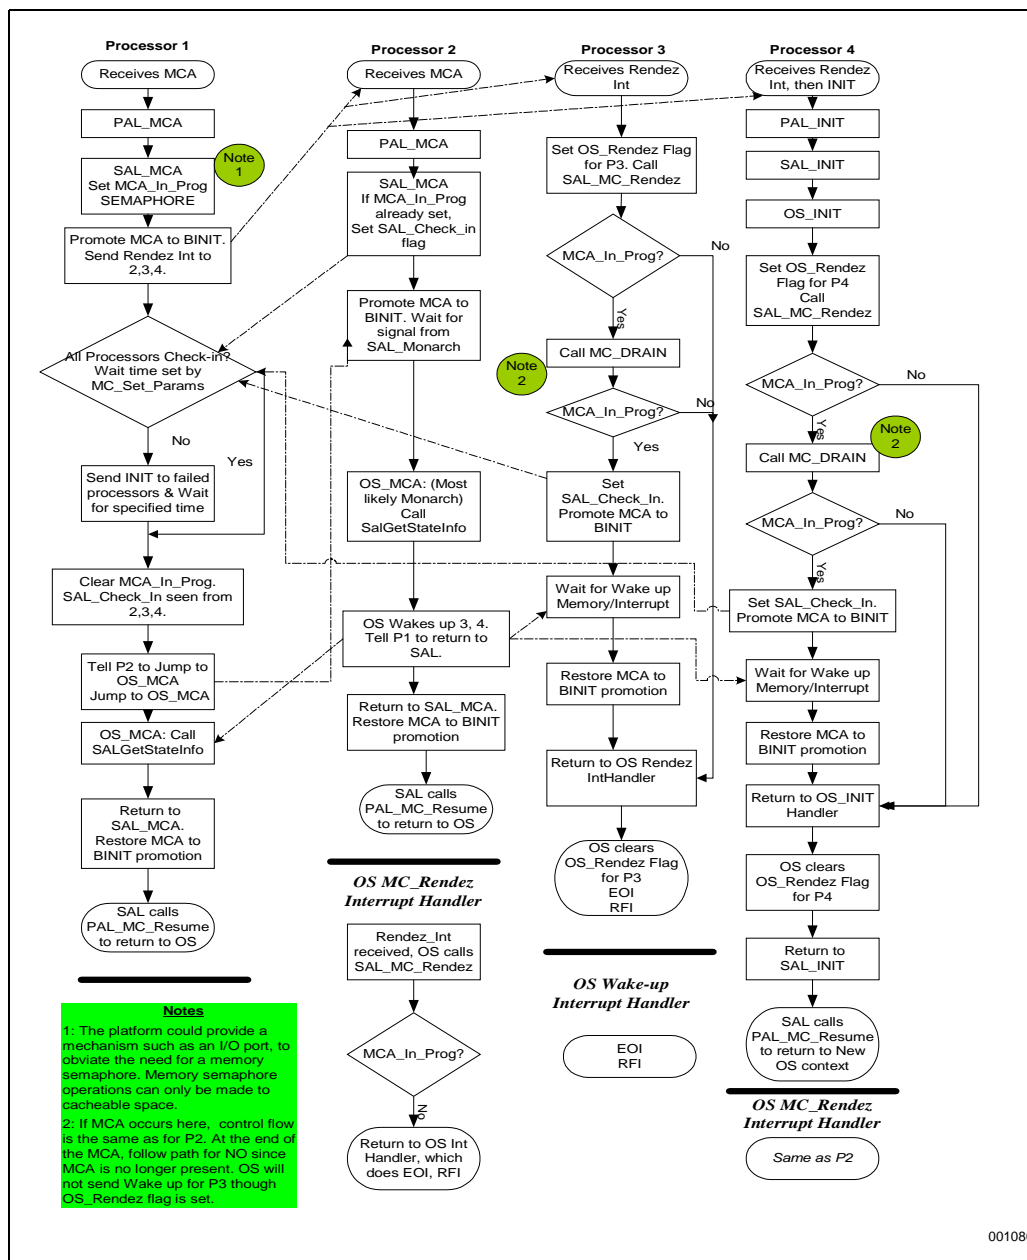 Processor 1
Receives MCA
PAL_MCA
SAL_MCA
Set MCA_In_Prog
SEMAPHORE
Note
1
Promote MCA to BINIT.
Send Rendez Int to
2,3,4.
All Processors Check-in?
Wait time set by
MC_Set_Params
No
Yes
Send INIT to failed
processors & Wait
for specified time
Clear MCA_In_Prog.
SAL_Check_In seen from
2,3,4.
Tell P2 to Jump to
OS_MCA
Jump to OS_MCA
OS_MCA: Call
SALGetStateInfo
Return to
SAL_MCA.
Restore MCA to
BINIT promotion
SAL calls
PAL_MC_Resume
to return to OS
Notes
1: The platform could provide a
mechanism such as an I/O port, to
obviate the need for a memory
semaphore. Memory semaphore
operations can only be made to
cacheable space.
2: If MCA occurs here, control flow
is the same as for P2. At the end of
the MCA, follow path for NO since
MCA is no longer present. OS will
not send Wake up for P3 though
OS_Rendez flag is set.
Processor 2
Receives MCA
PAL_MCA
SAL_MCA
If MCA_In_Prog
already set,
Set SAL_Check_in
flag
Promote MCA to
BINIT. Wait for
signal from
SAL_Monarch
OS_MCA: (Most
likely Monarch)
Call
SalGetStateInfo
OS Wakes up 3, 4.
Tell P1 to return to
SAL.
Return to SAL_MCA.
Restore MCA to BINIT
promotion
SAL calls
PAL_MC_Resume
to return to OS
OS MC_Rendez
Interrupt Handler
Rendez_Int
received, OS calls
SAL_MC_Rendez
MCA_In_Prog?
No
Return to OS Int
Handler, which
does EOI, RFI
Processor 3
Receives Rendez
Int
Set OS_Rendez Flag
for P3. Call
SAL_MC_Rendez
MCA_In_Prog?
No
Yes
Call MC_DRAIN
Note
2
MCA_In_Prog?
No
Yes
Set
SAL_Check_In.
Promote MCA to
BINIT
Wait for Wake up
Memory/Interrupt
Restore MCA to
BINIT promotion
Return to OS Rendez
IntHandler
OS clears
OS_Rendez Flag
for P3
EOI
RFI
OS Wake-up
Interrupt Handler
EOI
RFI
Processor 4
Receives Rendez
Int, then INIT
PAL_INIT
SAL_INIT
OS_INIT
Set OS_Rendez
Flag for P4
Call
SAL_MC_Rendez
MCA_In_Prog?
No
Yes
Note
2
Call MC_DRAIN
MCA_In_Prog?
No
Yes
Set SAL_Check_In.
Promote MCA to BINIT
Wait for Wake up
Memory/Interrupt
Restore MCA to
BINIT promotion
Return to OS_INIT
Handler
OS clears
OS_Rendez Flag
for P4
Return to
SAL_INIT
SAL calls
PAL_MC_Resume
to return to New
OS context
OS MC_Rendez
Interrupt Handler
Same as P2